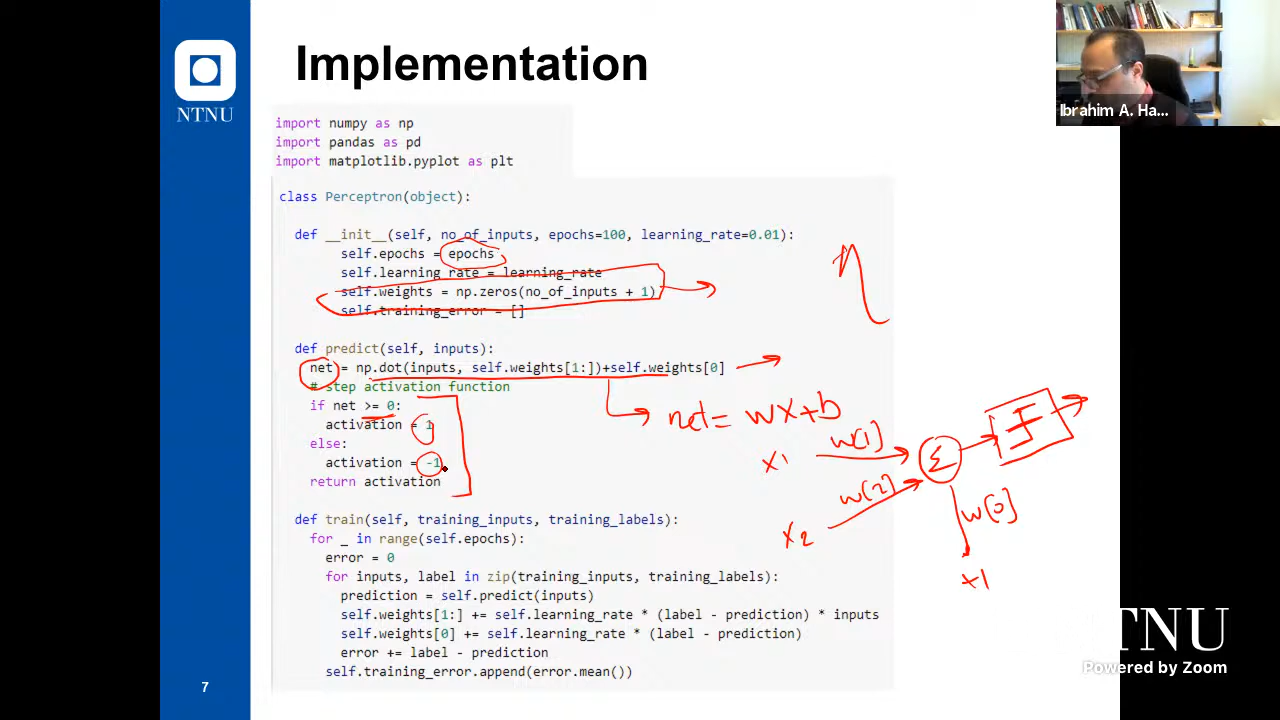 Implementation
Ibrahim A. Ha...
NTNU
import numpy as np
import pandas as pd
import matplotlib.pyplot as plt
class Perceptron(object):
def __init__(self, no_of_inputs, epochs=100, learning_rate=0.01):
self.epochs = epochs
self.learning_rate = learning_rate
self.weights = np.zeros(no_of_inputs + 1)
self.training_error = []
η
def predict(self, inputs):
net = np.dot(inputs, self.weights[1:])+self.weights[0]
# step activation function
if net >= 0:
activation = 1
else:
activation = -1
return activation
net = wx+b
x1
w[1]
Σ
w[2]
x2
w[0]
+1
def train(self, training_inputs, training_labels):
for _ in range(self.epochs):
error = 0
for inputs, label in zip(training_inputs, training_labels):
prediction = self.predict(inputs)
self.weights[1:] += self.learning_rate * (label - prediction) * inputs
self.weights[0] += self.learning_rate * (label - prediction)
error += label - prediction
self.training_error.append(error.mean())
NTNU
Powered by Zoom
7